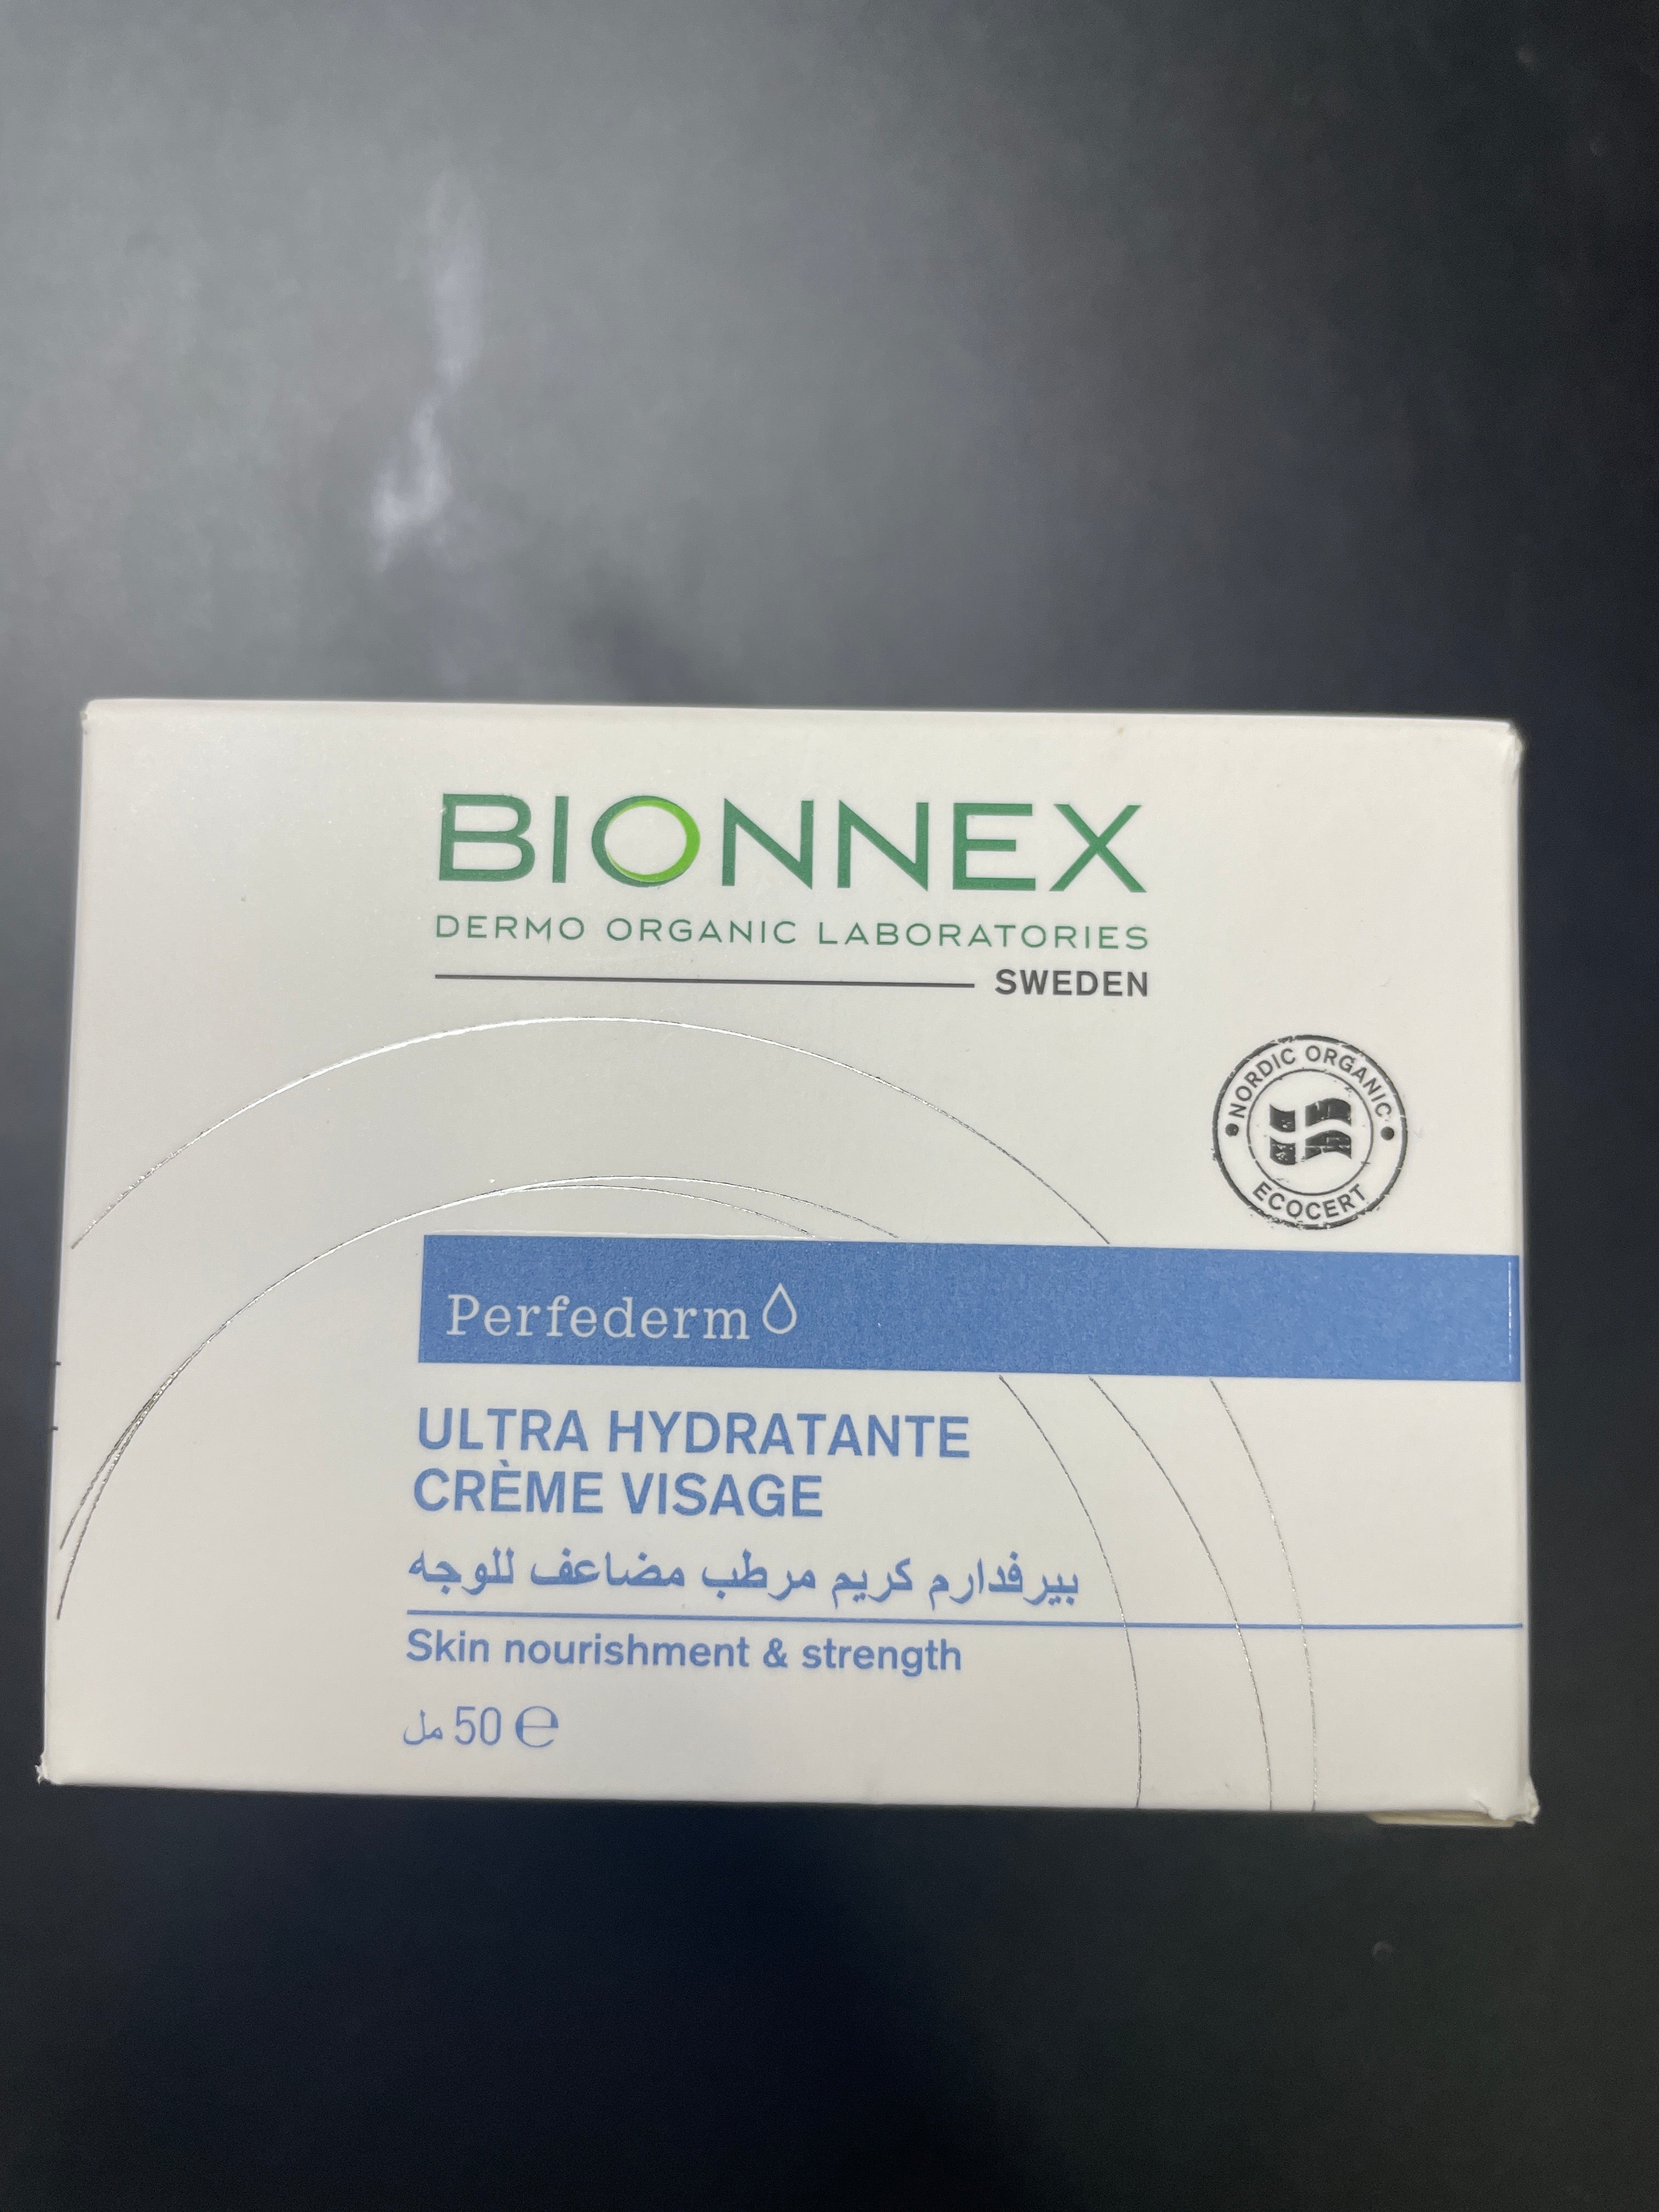 BIONNEX
DERMO ORGANIC LABORATORIES
SWEDEN
NORDIC ORGANIC
ECOCERT
Perfederm
ULTRA HYDRATANTE
CRÈME VISAGE
بيرفدارم كريم مرطب مضاعف للوجه
Skin nourishment & strength
50 مل ℮